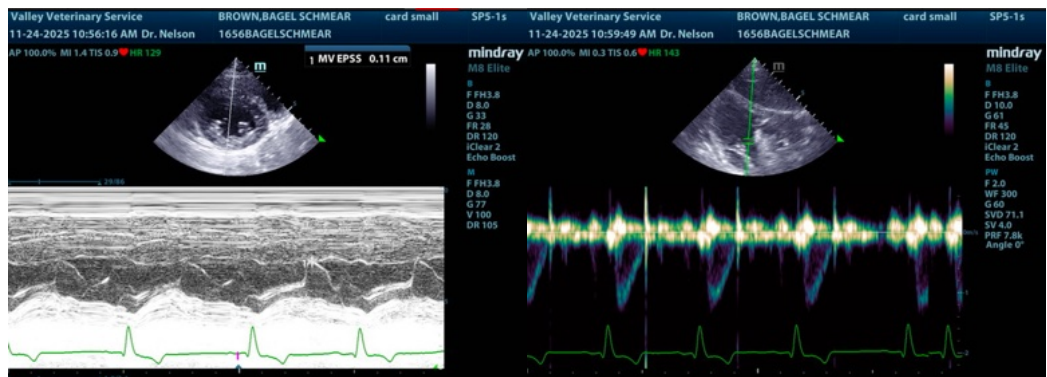 Valley Veterinary Service BROWN,BAGEL SCHMEAR card small SP5-1s
11-24-2025 10:56:16 AM Dr. Nelson 1656BAGELSCHMEAR
AP 100.0% MI 1.4 TIS 0.9 HR 129
1 MV EPSS 0.11 cm
mindray
M8 Elite
m
B
F FH3.8
D 8.0
G 33
FR 28
DR 120
iClear 2
Echo Boost
M
F FH3.8
D 8.0
G 77
V 100
DR 105
29/86
5
Valley Veterinary Service BROWN,BAGEL SCHMEAR card small SP5-1s
11-24-2025 10:59:49 AM Dr. Nelson 1656BAGELSCHMEAR
AP 100.0% MI 0.3 TIS 0.6 HR 143
mindray
M8 Elite
m
B
F FH3.8
D 10.0
G 61
FR 45
DR 120
iClear 2
Echo Boost
PW
F 2.0
WF 300
G 60
SVD 71.1
SV 4.0
PRF 7.8k
Angle 0°
5
-1
-2